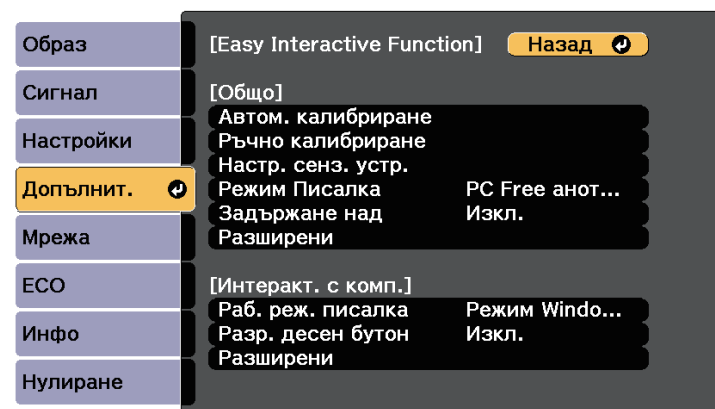 Образ
Сигнал
Настройки
Допълнит.
Мрежа
ECO
Инфо
Нулиране
[Easy Interactive Function] Назад
[Общо]
Автом. калибриране
Ръчно калибриране
Настр. сенз. устр.
Режим Писалка PC Free анот...
Задържане над Изкл.
Разширени
[Интеракт. с комп.]
Раб. реж. писалка Режим Windo...
Разр. десен бутон Изкл.
Разширени